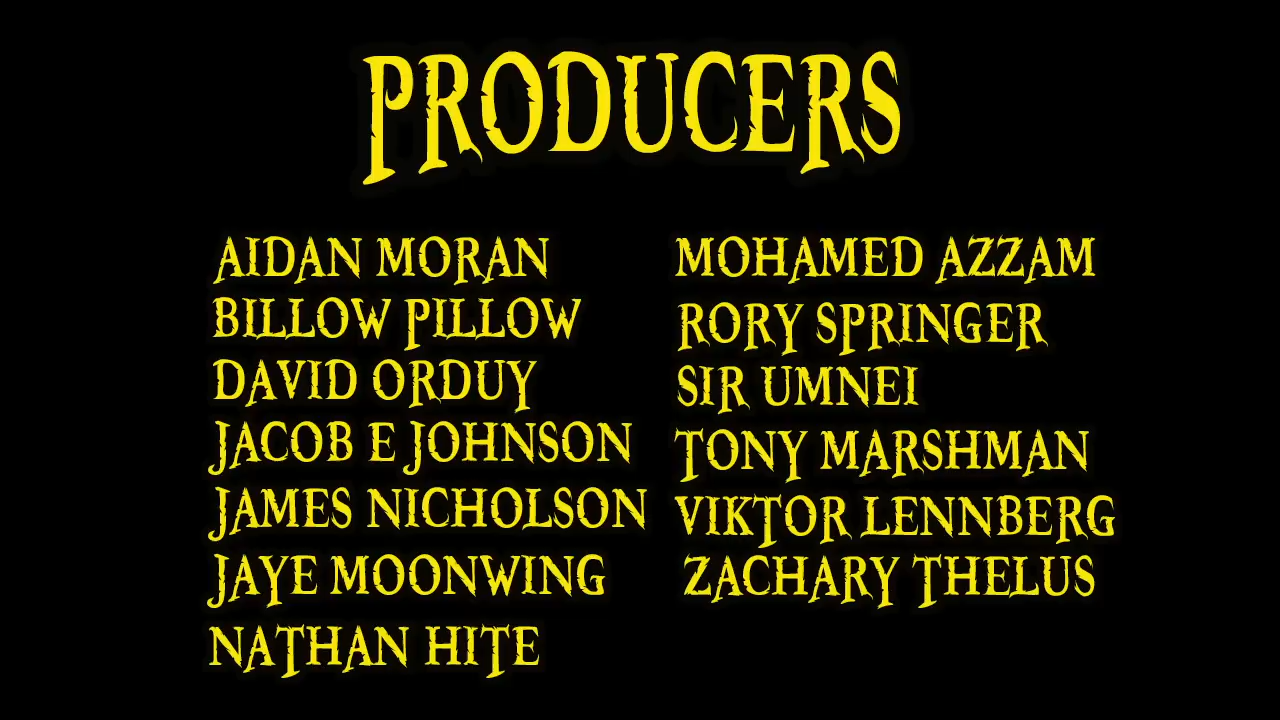 PRODUCERS
AIDAN MORAN
BILLOW PILLOW
DAVID ORDUY
JACOB E JOHNSON
JAMES NICHOLSON
JAYE MOONWING
NATHAN HITE
MOHAMED AZZAM
RORY SPRINGER
SIR UMNEI
TONY MARSHMAN
VIKTOR LENNBERG
ZACHARY THELUS